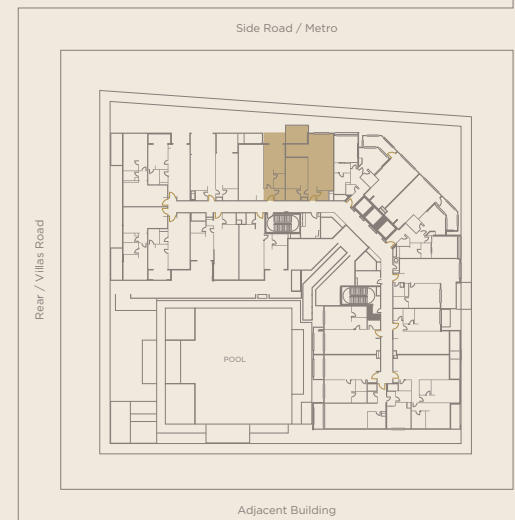 Side Road / Metro
Rear / Villas Road
POOL
Adjacent Building